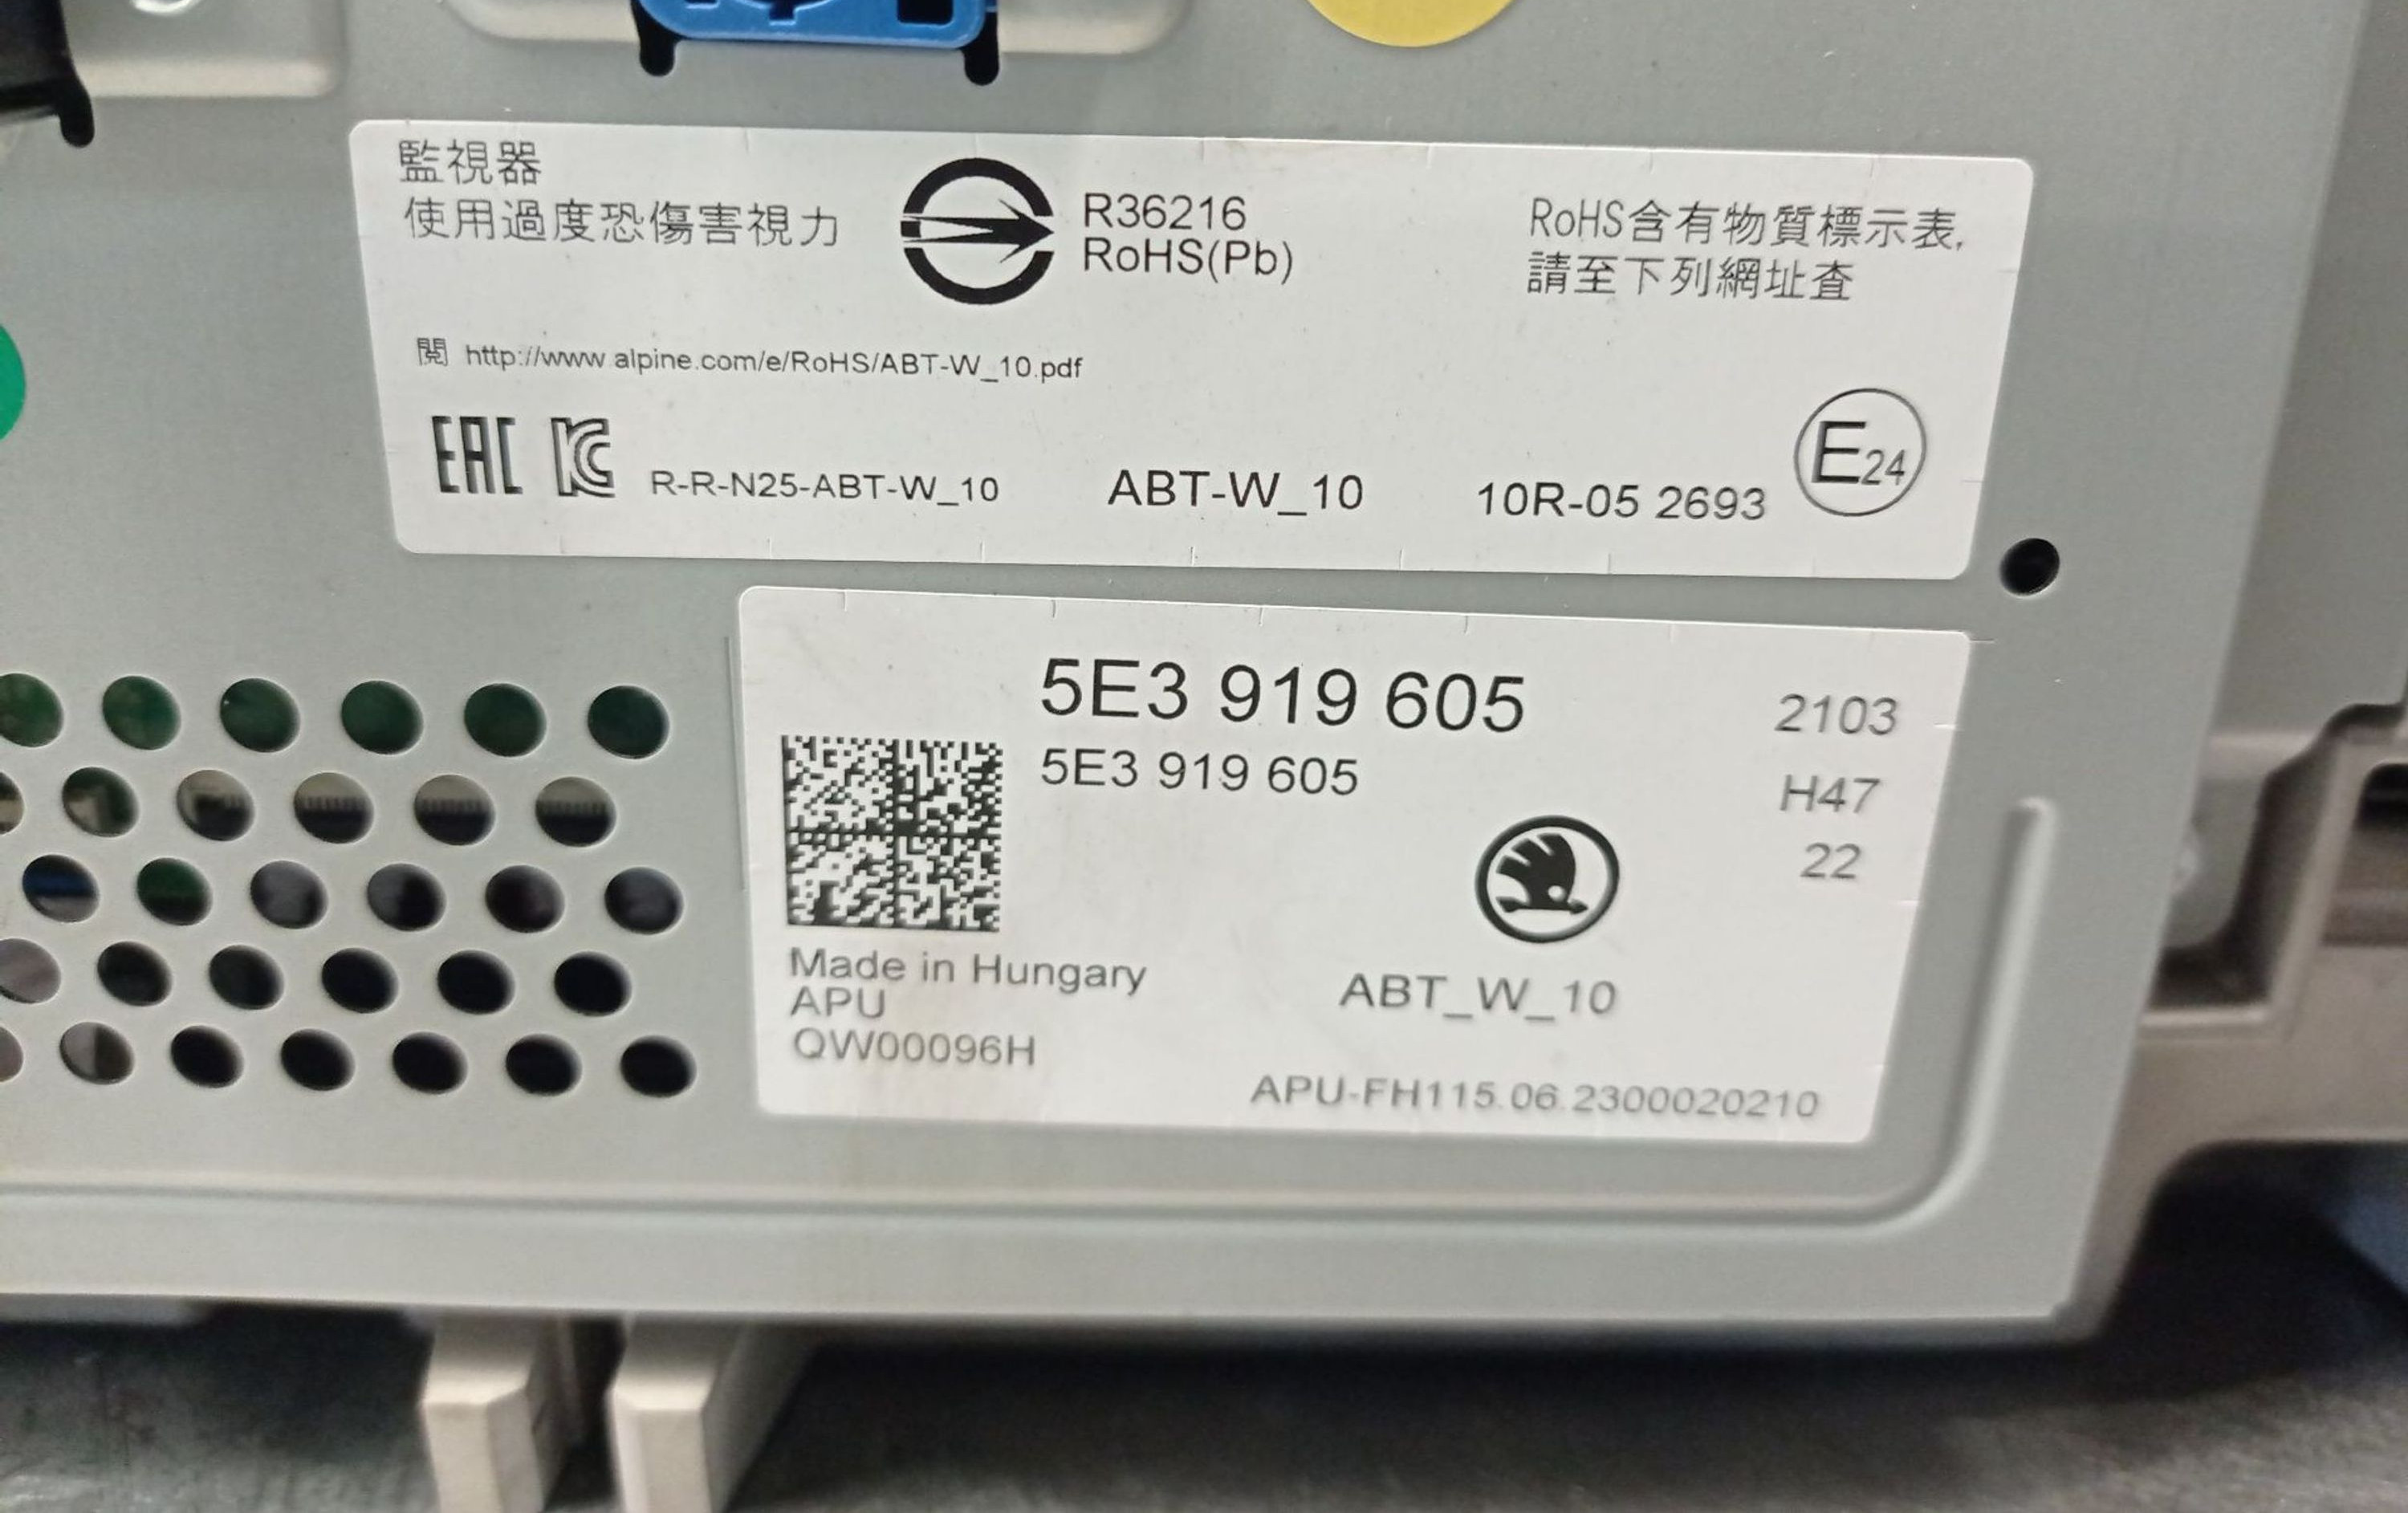 監視器
使用過度恐傷害視力
R36216
RoHS(Pb)
RoHS含有物質標示表,
請至下列網址查
閱 http://www.alpine.com/e/RoHS/ABT-W_10.pdf
EAC KC R-R-N25-ABT-W_10 ABT-W_10 10R-05 2693 E24
5E3 919 605
5E3 919 605
2103
H47
22
Made in Hungary
APU
QW00096H
ABT_W_10
APU-FH115.06.2300020210